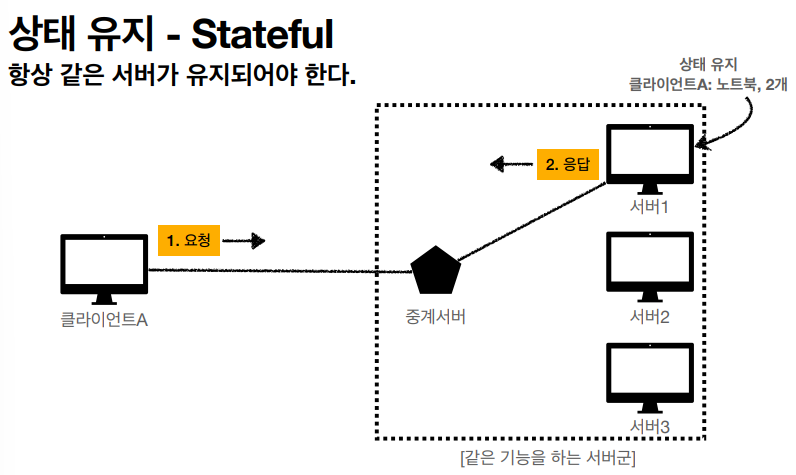 상태 유지 - Stateful
항상 같은 서버가 유지되어야 한다.
상태 유지
클라이언트A: 노트북, 2개
2. 응답
서버1
1. 요청
클라이언트A
중계서버
서버2
서버3
[같은 기능을 하는 서버군]